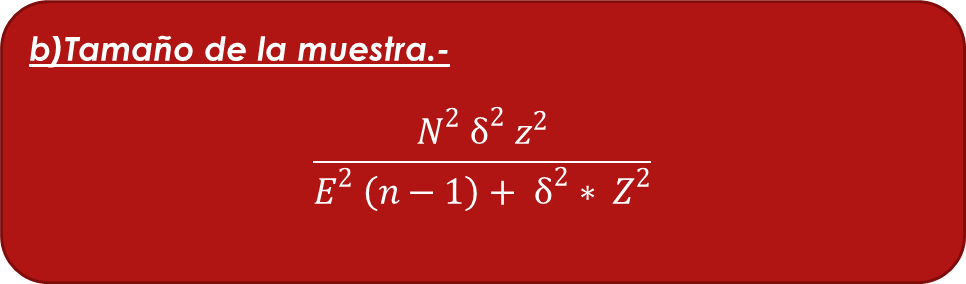 b)Tamaño de la muestra.-
N² δ² z²
E² (n − 1) + δ² * Z²